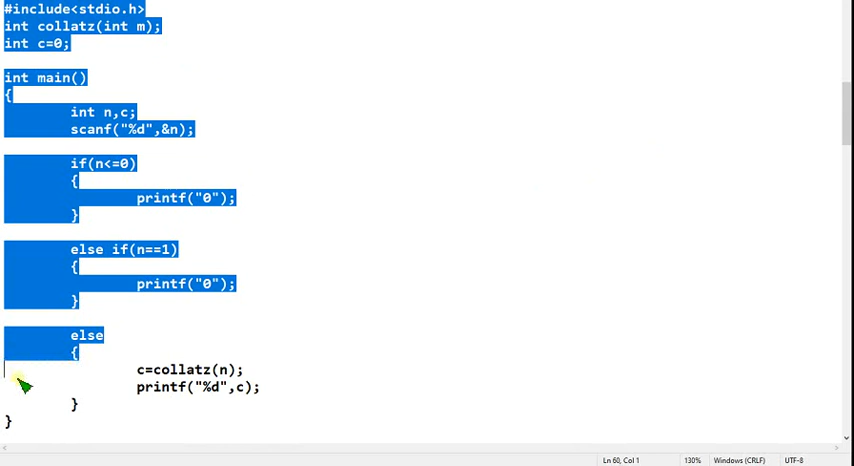 #include<stdio.h>
int collatz(int m);
int c=0;
int main()
{
int n,c;
scanf("%d",&n);
if(n<=0)
{
printf("0");
}
else if(n==1)
{
printf("0");
}
else
{
c=collatz(n);
printf("%d",c);
}
}
Ln 60, Col 1 130% Windows (CRLF) UTF-8